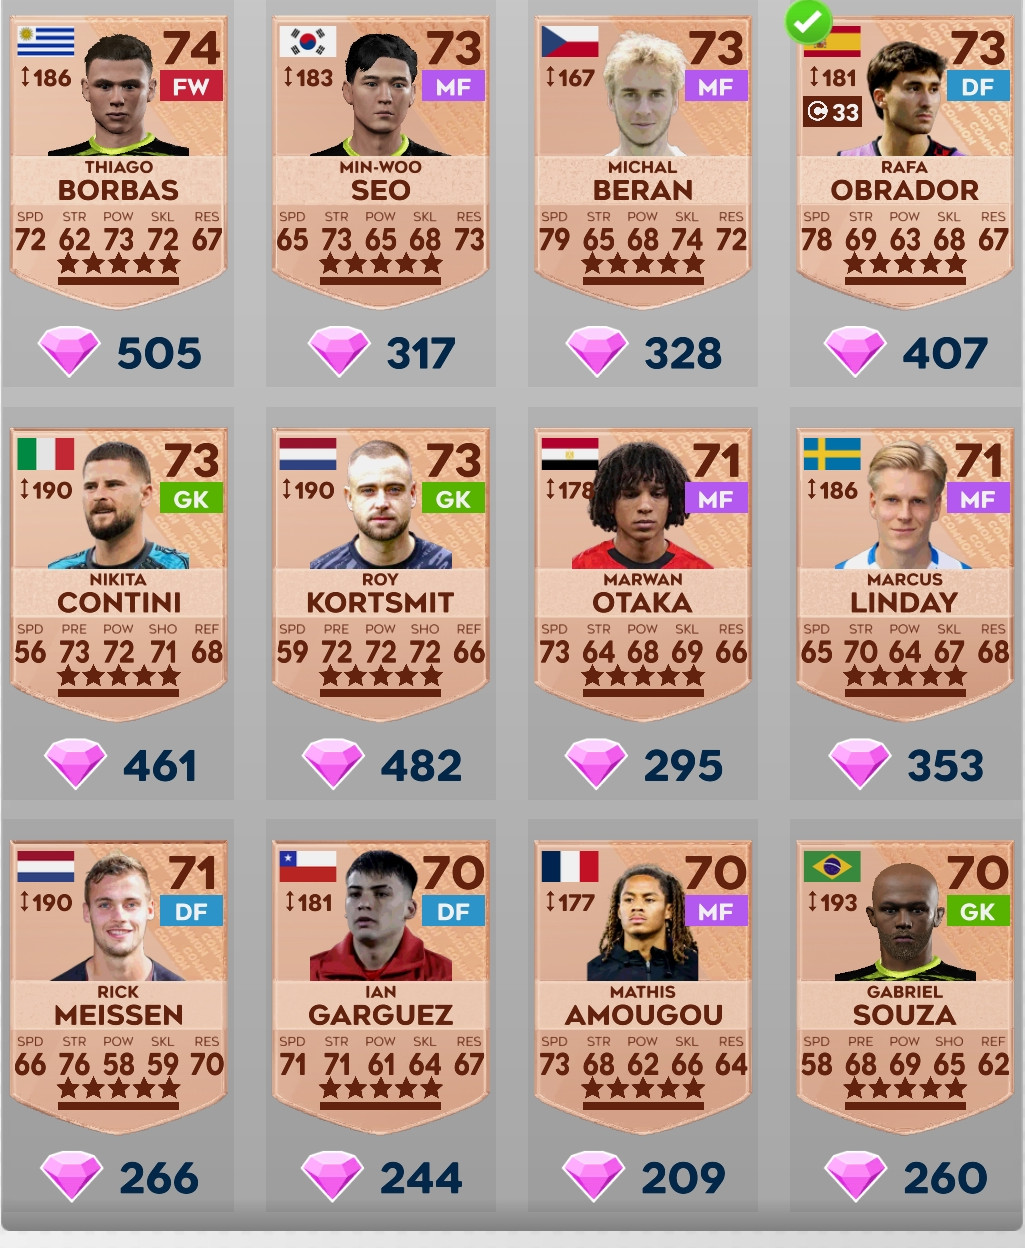 74
↕186
FW
THIAGO
BORBAS
SPD STR POW SKL RES
72 62 73 72 67
505
73
↕183
MF
MIN-WOO
SEO
SPD STR POW SKL RES
65 73 65 68 73
317
73
↕167
MF
MICHAL
BERAN
SPD STR POW SKL RES
79 65 68 74 72
328
73
↕181
DF
C 33
RAFA
OBRADOR
SPD STR POW SKL RES
78 69 63 68 67
407
73
↕190
GK
NIKITA
CONTINI
SPD PRE POW SHO REF
56 73 72 71 68
461
73
↕190
GK
ROY
KORTSMIT
SPD PRE POW SHO REF
59 72 72 72 66
482
71
↕178
MF
MARWAN
OTAKA
SPD STR POW SKL RES
73 64 68 69 66
295
71
↕186
MF
MARCUS
LINDAY
SPD STR POW SKL RES
65 70 64 67 68
353
71
↕190
DF
RICK
MEISSEN
SPD STR POW SKL RES
66 76 58 59 70
266
70
↕181
DF
IAN
GARGUEZ
SPD STR POW SKL RES
71 71 61 64 67
244
70
↕177
MF
MATHIS
AMOUGOU
SPD STR POW SKL RES
73 68 62 66 64
209
70
↕193
GK
GABRIEL
SOUZA
SPD PRE POW SHO REF
58 68 69 65 62
260